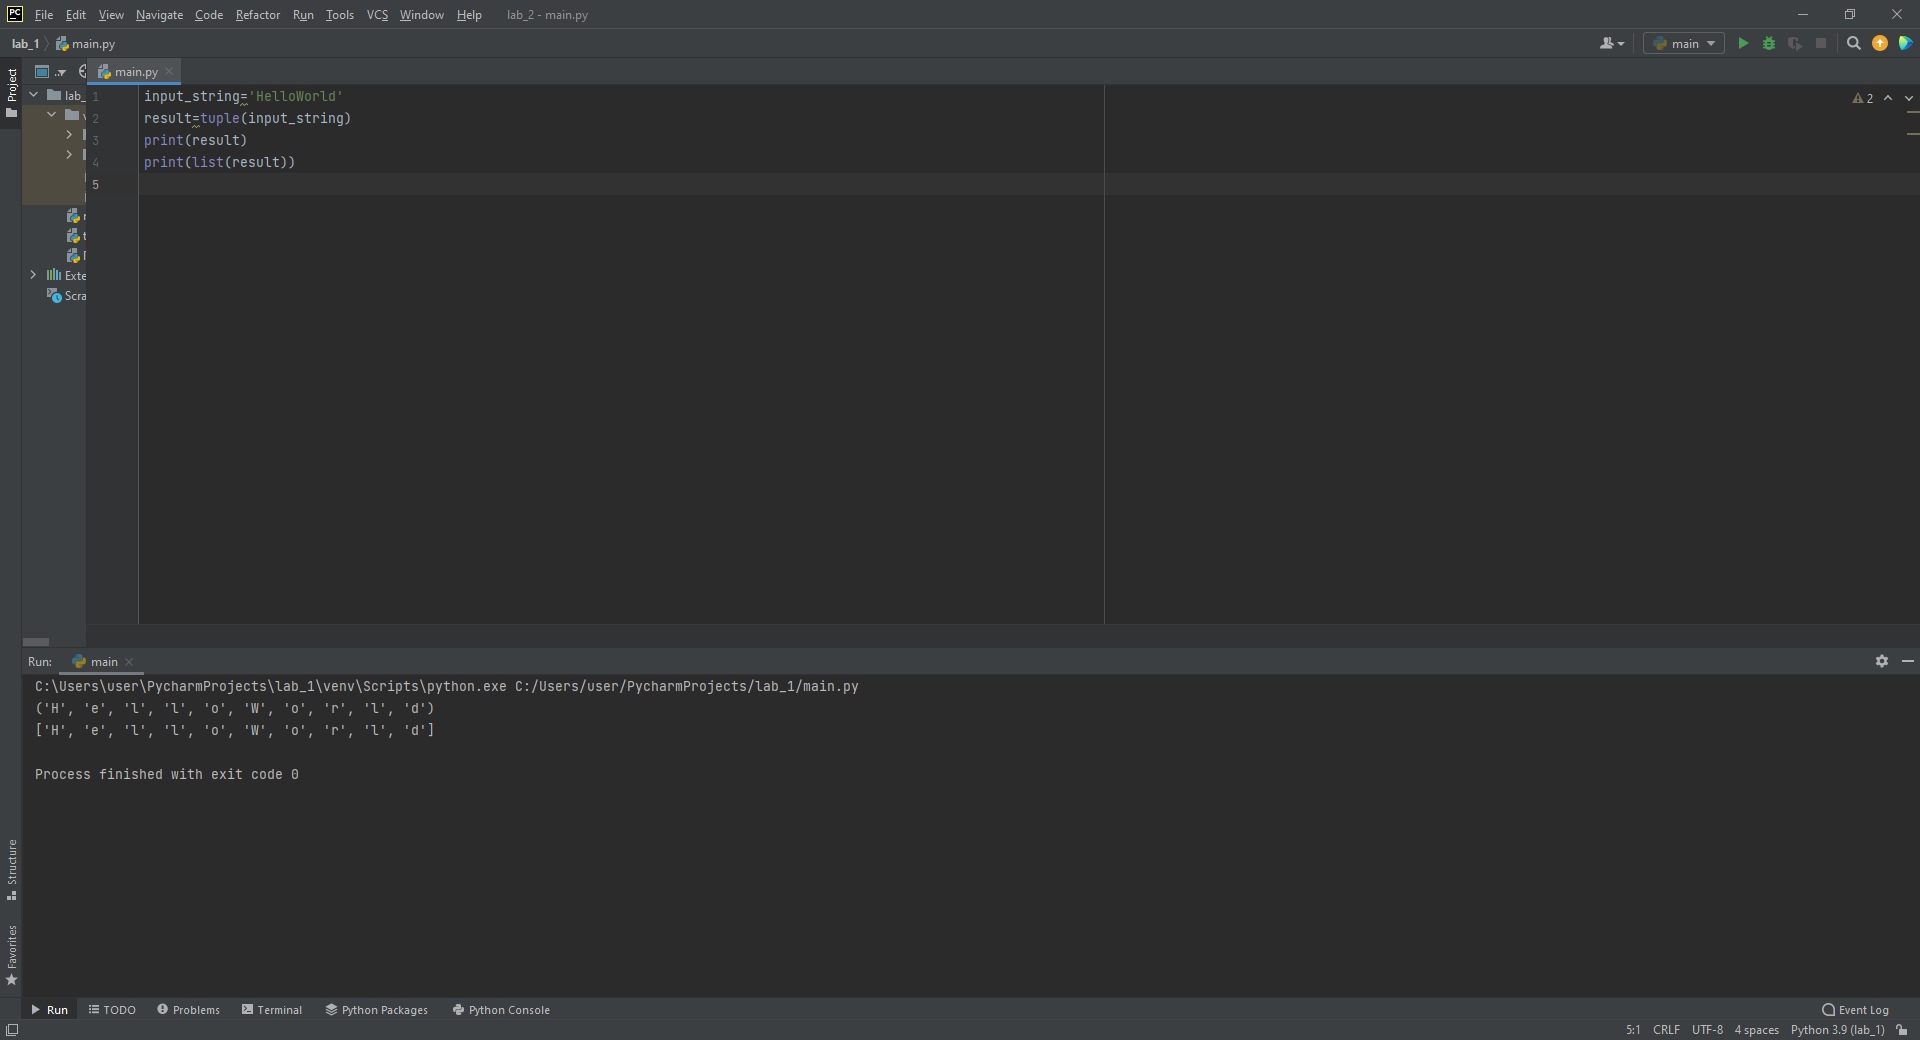 PC File Edit View Navigate Code Refactor Run Tools VCS Window Help lab_2 - main.py
lab_1 main.py main
Project
main.py
lab_
Exte
Scra
1 input_string='HelloWorld'
2 result=tuple(input_string)
3 print(result)
4 print(list(result))
5
2
Run: main
C:\Users\user\PycharmProjects\lab_1\venv\Scripts\python.exe C:/Users/user/PycharmProjects/lab_1/main.py
('H', 'e', 'l', 'l', 'o', 'W', 'o', 'r', 'l', 'd')
['H', 'e', 'l', 'l', 'o', 'W', 'o', 'r', 'l', 'd']
Process finished with exit code 0
Structure
Favorites
Run TODO Problems Terminal Python Packages Python Console Event Log
5:1 CRLF UTF-8 4 spaces Python 3.9 (lab_1)